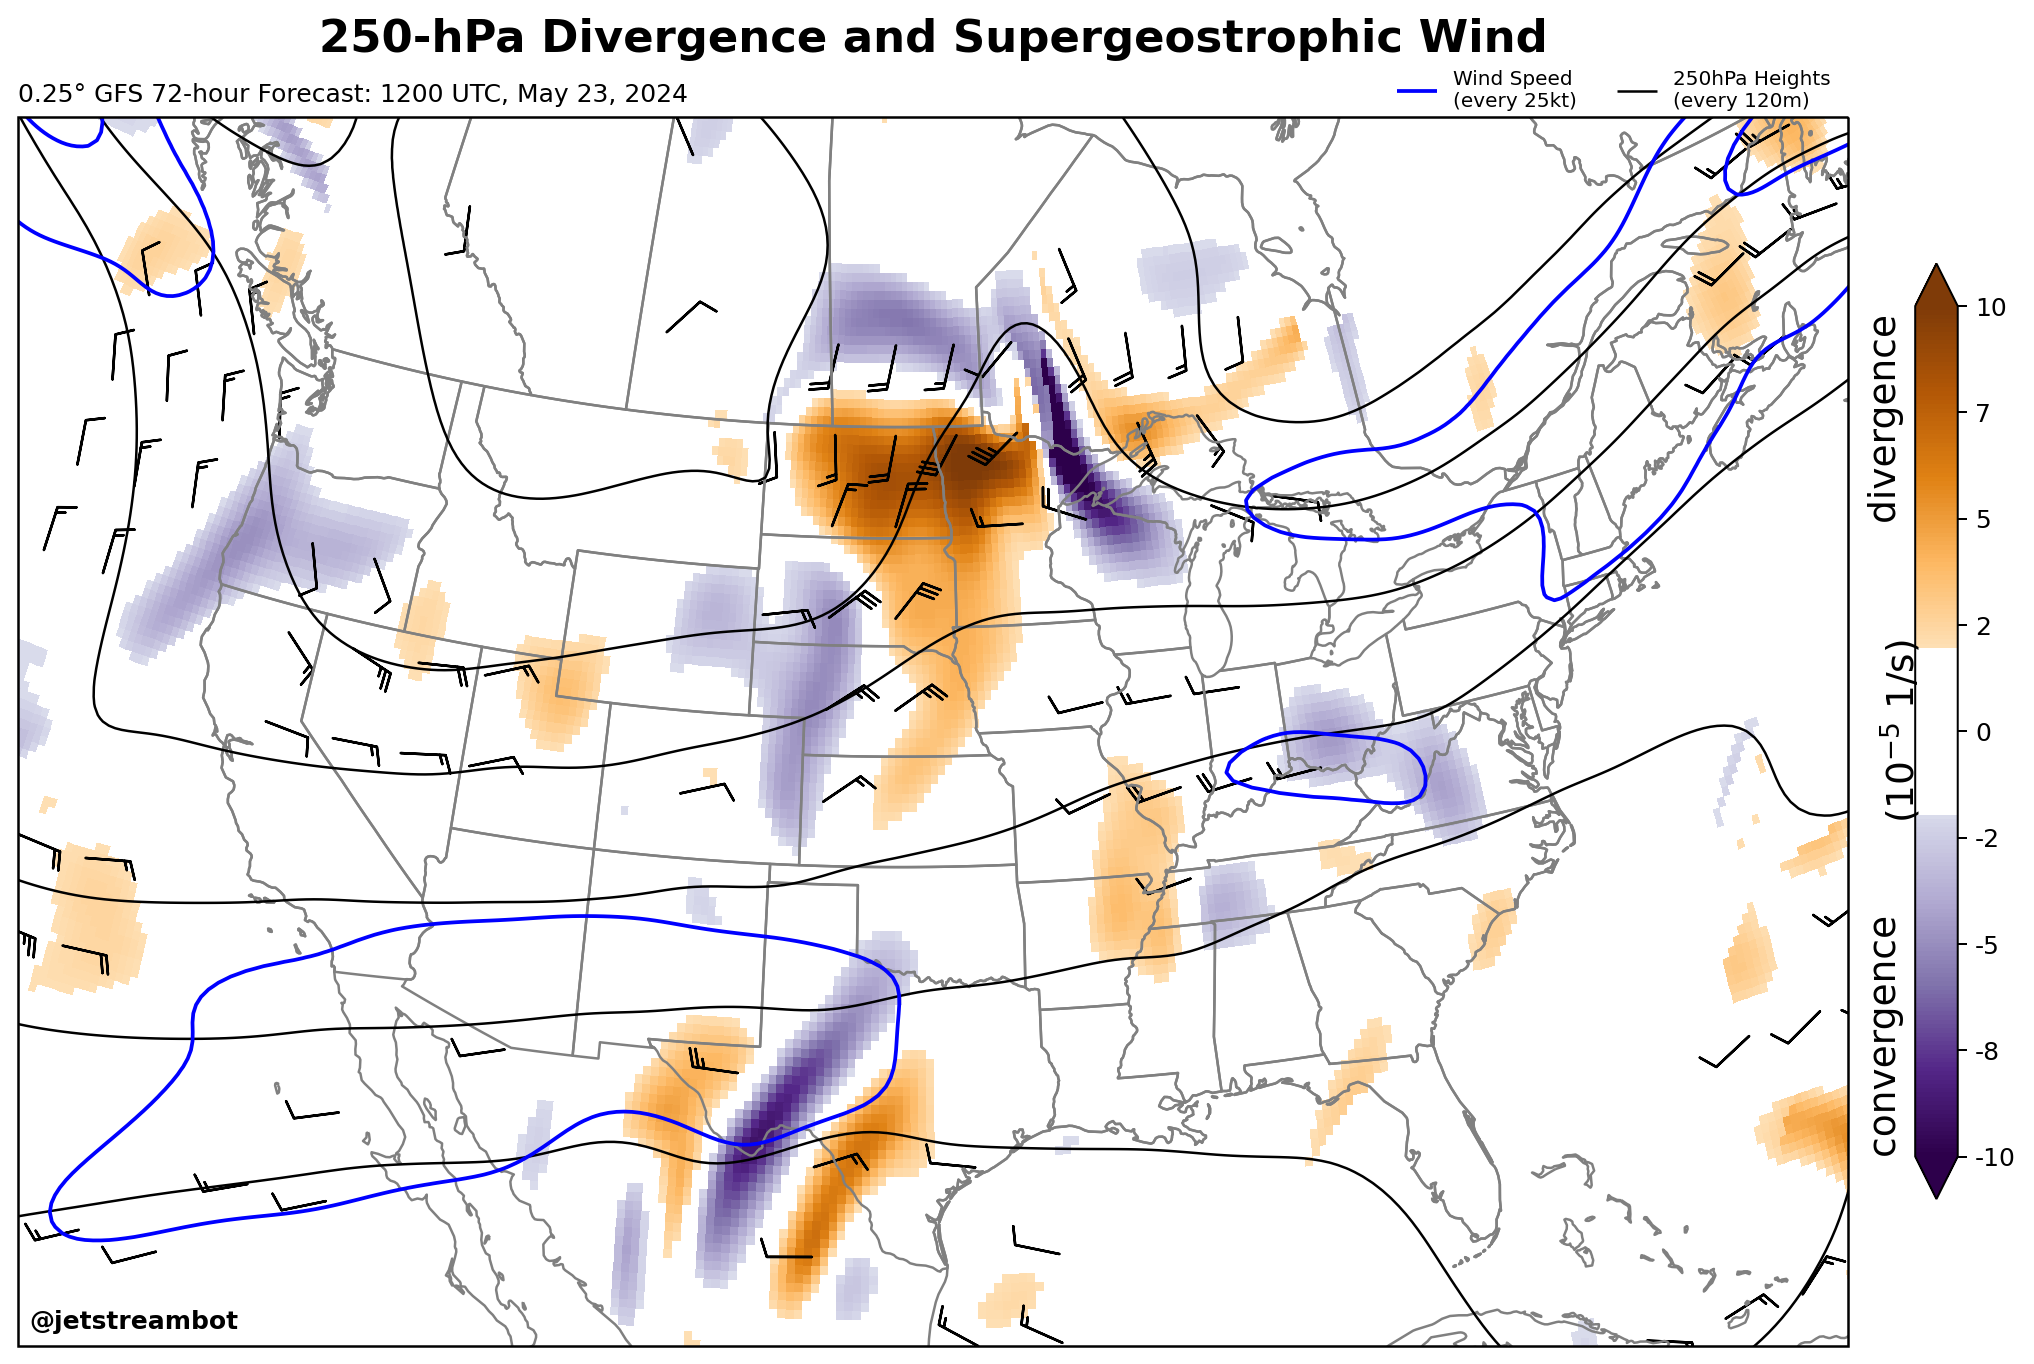 250-hPa Divergence and Supergeostrophic Wind
0.25° GFS 72-hour Forecast: 1200 UTC, May 23, 2024
Wind Speed
(every 25kt)
250hPa Heights
(every 120m)
divergence
(10⁻⁵ 1/s)
convergence
10
7
5
2
0
-2
-5
-8
-10
@jetstreambot